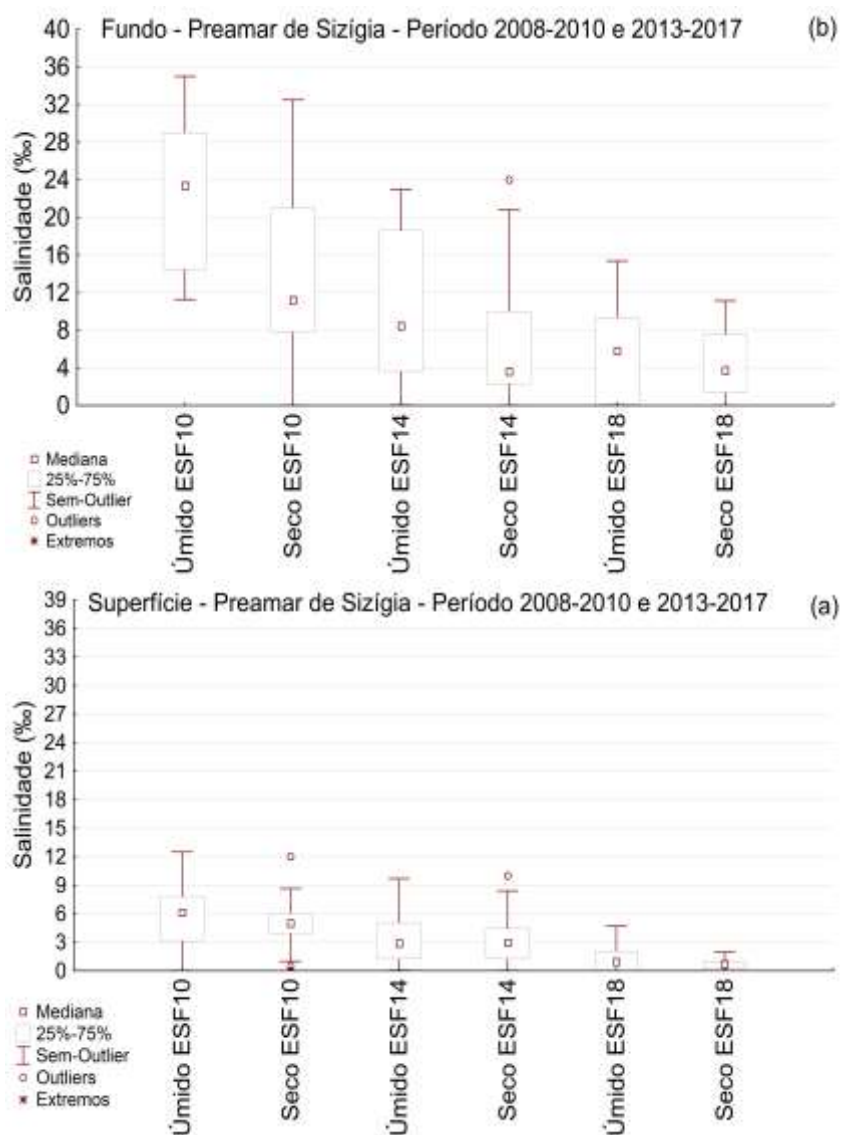 Fundo - Preamar de Sizígia - Período 2008-2010 e 2013-2017 (b)
Salinidade (‰)
40
36
32
28
24
20
16
12
8
4
0
Úmido ESF10
Seco ESF10
Úmido ESF14
Seco ESF14
Úmido ESF18
Seco ESF18
Mediana
25%-75%
Sem-Outlier
Outliers
Extremos
Superfície - Preamar de Sizígia - Período 2008-2010 e 2013-2017 (a)
Salinidade (‰)
39
36
33
30
27
24
21
18
15
12
9
6
3
0
Úmido ESF10
Seco ESF10
Úmido ESF14
Seco ESF14
Úmido ESF18
Seco ESF18
Mediana
25%-75%
Sem-Outlier
Outliers
Extremos